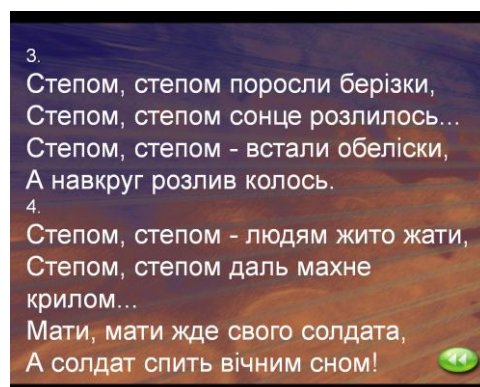 3.
Степом, степом поросли берізки,
Степом, степом сонце розлилось...
Степом, степом - встали обеліски,
А навкруг розлив колось.
4.
Степом, степом - людям жито жати,
Степом, степом даль махне
крилом...
Мати, мати жде свого солдата,
А солдат спить вічним сном!